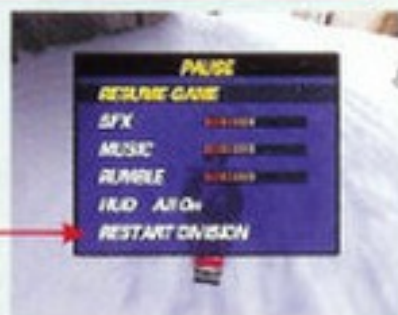 PAUSE
RESUME GAME
SFX
MUSIC
RUMBLE
HUD All On
RESTART DIVISION